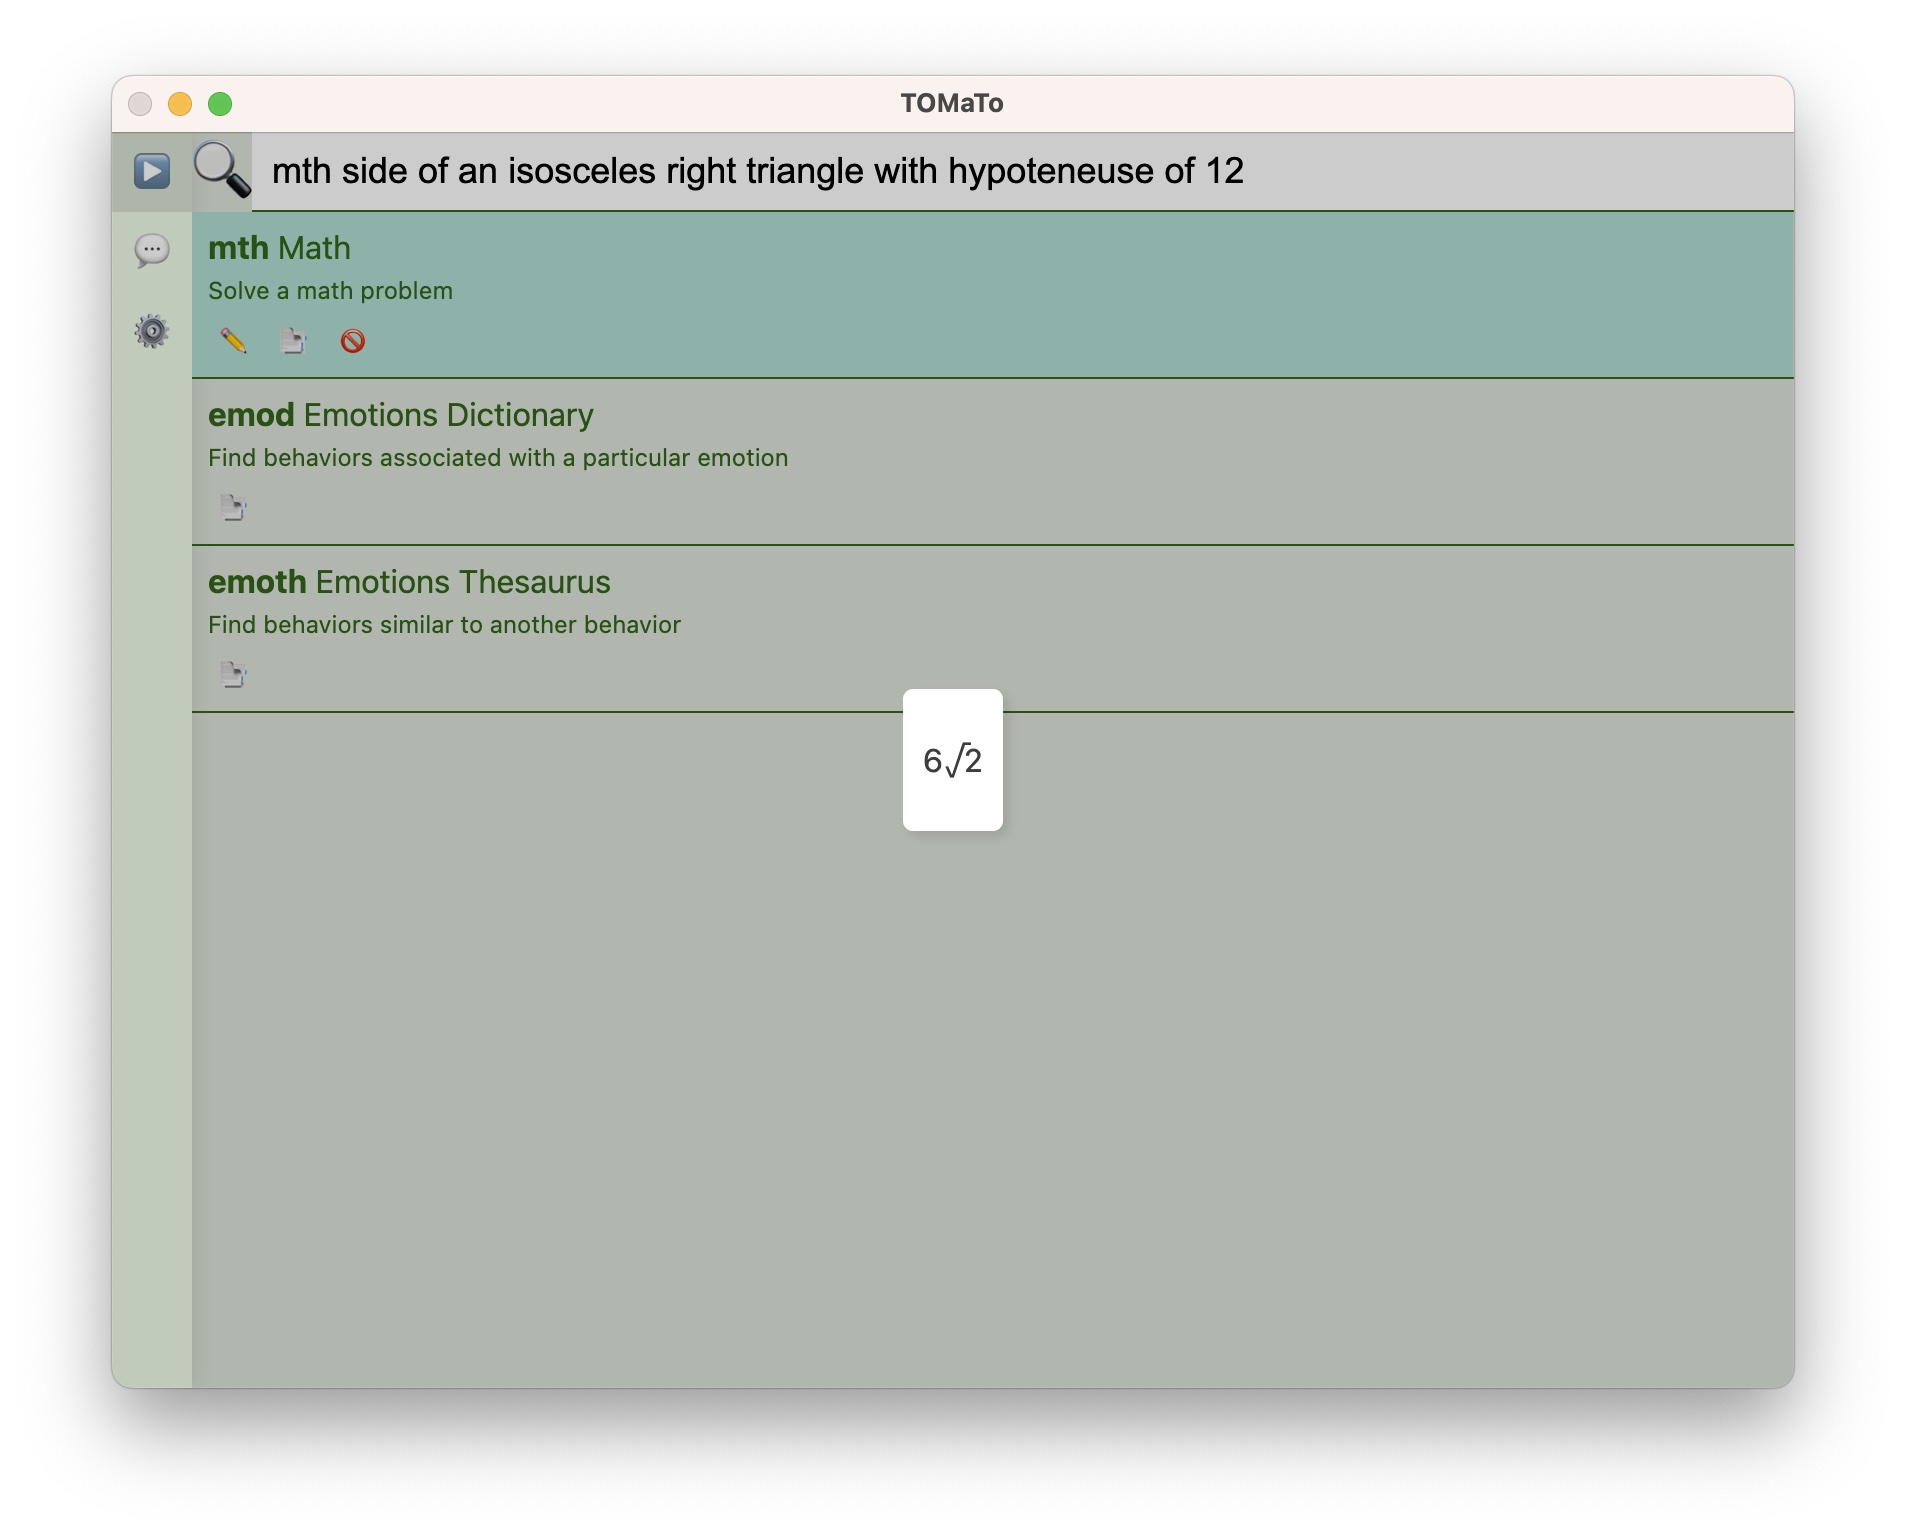 TOMaTo
mth side of an isosceles right triangle with hypoteneuse of 12
mth Math
Solve a math problem
emod Emotions Dictionary
Find behaviors associated with a particular emotion
emoth Emotions Thesaurus
Find behaviors similar to another behavior
6√2